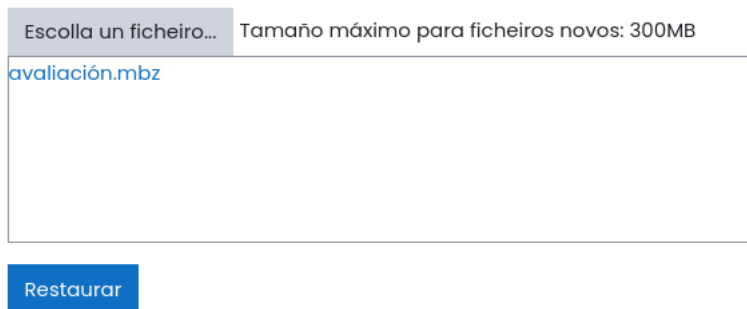 Escolla un ficheiro... Tamaño máximo para ficheiros novos: 300MB
avaliación.mbz
Restaurar